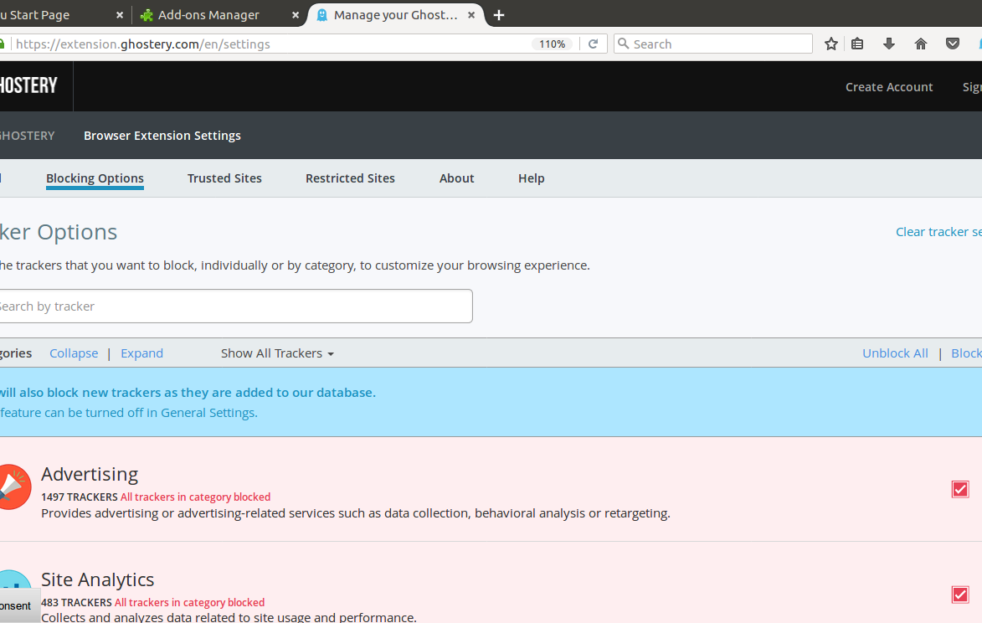 u Start Page
Add-ons Manager
Manage your Ghost…
https://extension.ghostery.com/en/settings
110%
Search
HOSTERY
Create Account
Sig
GHOSTERY
Browser Extension Settings
Blocking Options
Trusted Sites
Restricted Sites
About
Help
ker Options
Clear tracker se
he trackers that you want to block, individually or by category, to customize your browsing experience.
Search by tracker
gories
Collapse | Expand
Show All Trackers
Unblock All | Block
will also block new trackers as they are added to our database.
feature can be turned off in General Settings.
Advertising
1497 TRACKERS All trackers in category blocked
Provides advertising or advertising-related services such as data collection, behavioral analysis or retargeting.
Site Analytics
onsent
483 TRACKERS All trackers in category blocked
Collects and analyzes data related to site usage and performance.